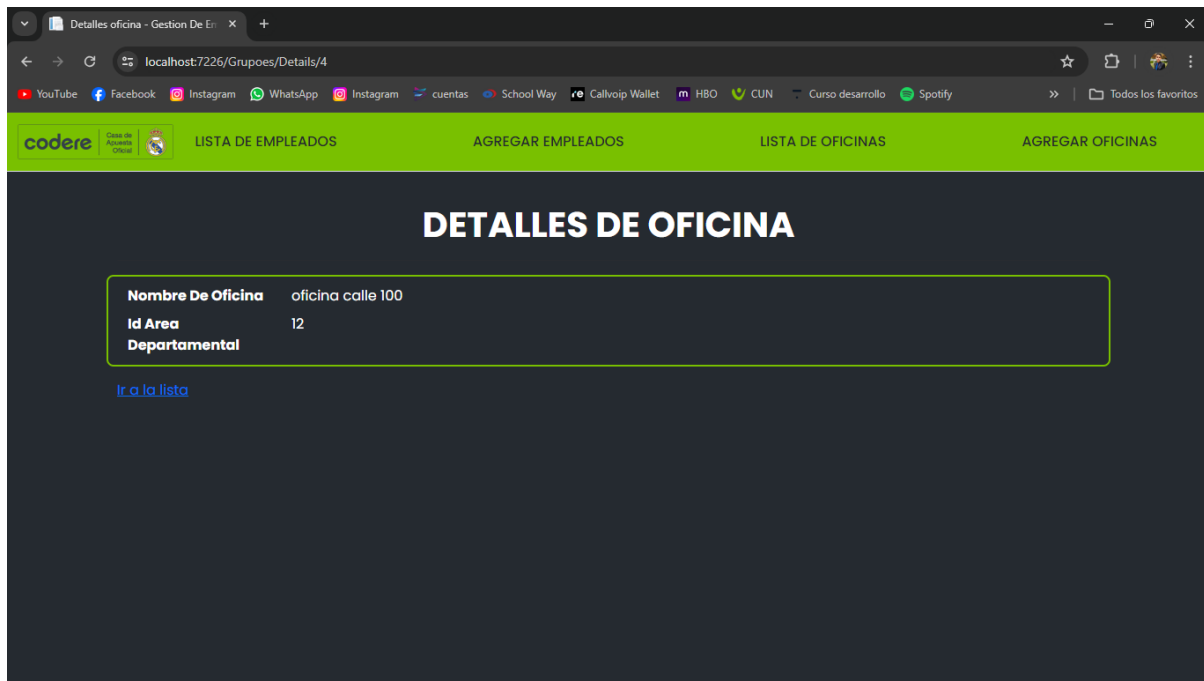 Detalles oficina - Gestion De En
localhost:7226/Grupoes/Details/4
YouTube Facebook Instagram WhatsApp Instagram cuentas School Way re Callvoip Wallet m HBO CUN Curso desarrollo Spotify » Todos los favoritos
codere Casa de Apuesta Oficial LISTA DE EMPLEADOS AGREGAR EMPLEADOS LISTA DE OFICINAS AGREGAR OFICINAS
DETALLES DE OFICINA
Nombre De Oficina oficina calle 100
Id Area 12
Departamental
Ir a la lista